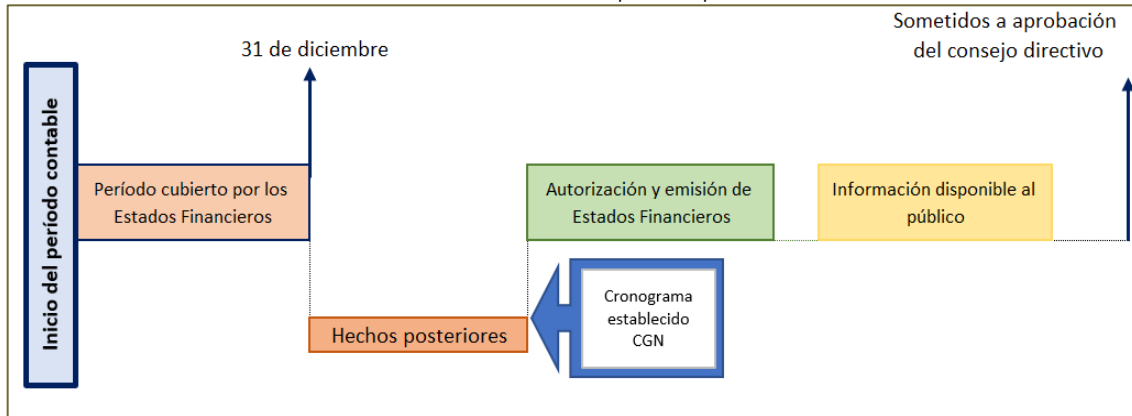 Sometidos a aprobación
del consejo directivo
31 de diciembre
Inicio del período contable
Período cubierto por los
Estados Financieros
Autorización y emisión de
Estados Financieros
Información disponible al
público
Hechos posteriores
Cronograma
establecido
CGN